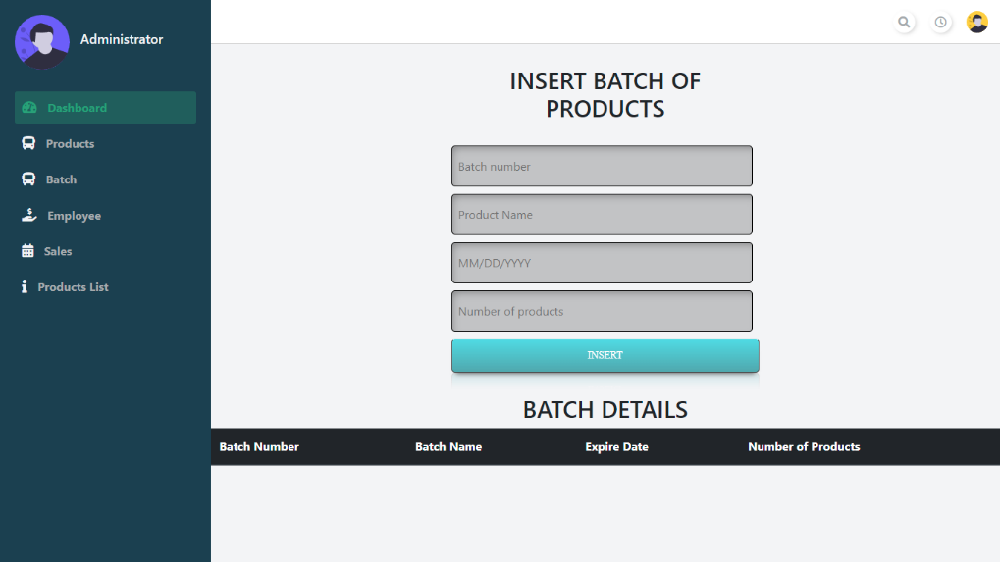 Administrator
Dashboard
Products
Batch
Employee
Sales
Products List
INSERT BATCH OF
PRODUCTS
Batch number
Product Name
MM/DD/YYYY
Number of products
INSERT
BATCH DETAILS
Batch Number Batch Name Expire Date Number of Products